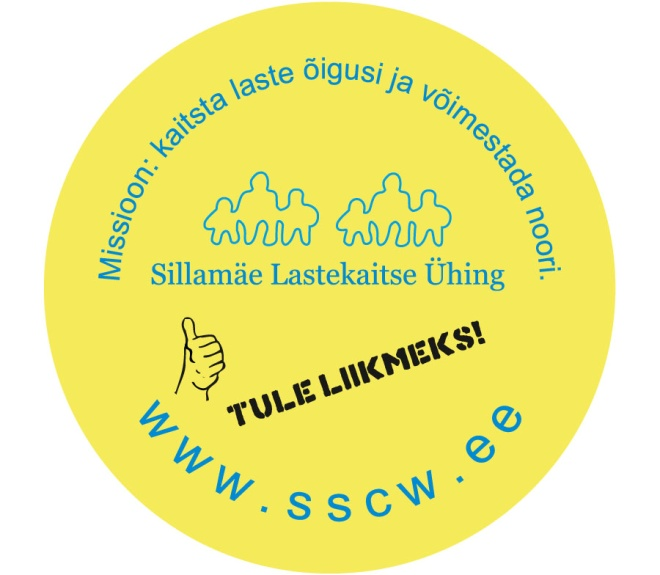 Missioon: kaitsta laste õigusi ja võimestada noori.
Sillamäe Lastekaitse Ühing
TULE LIIKMEKS!
www.sscw.ee